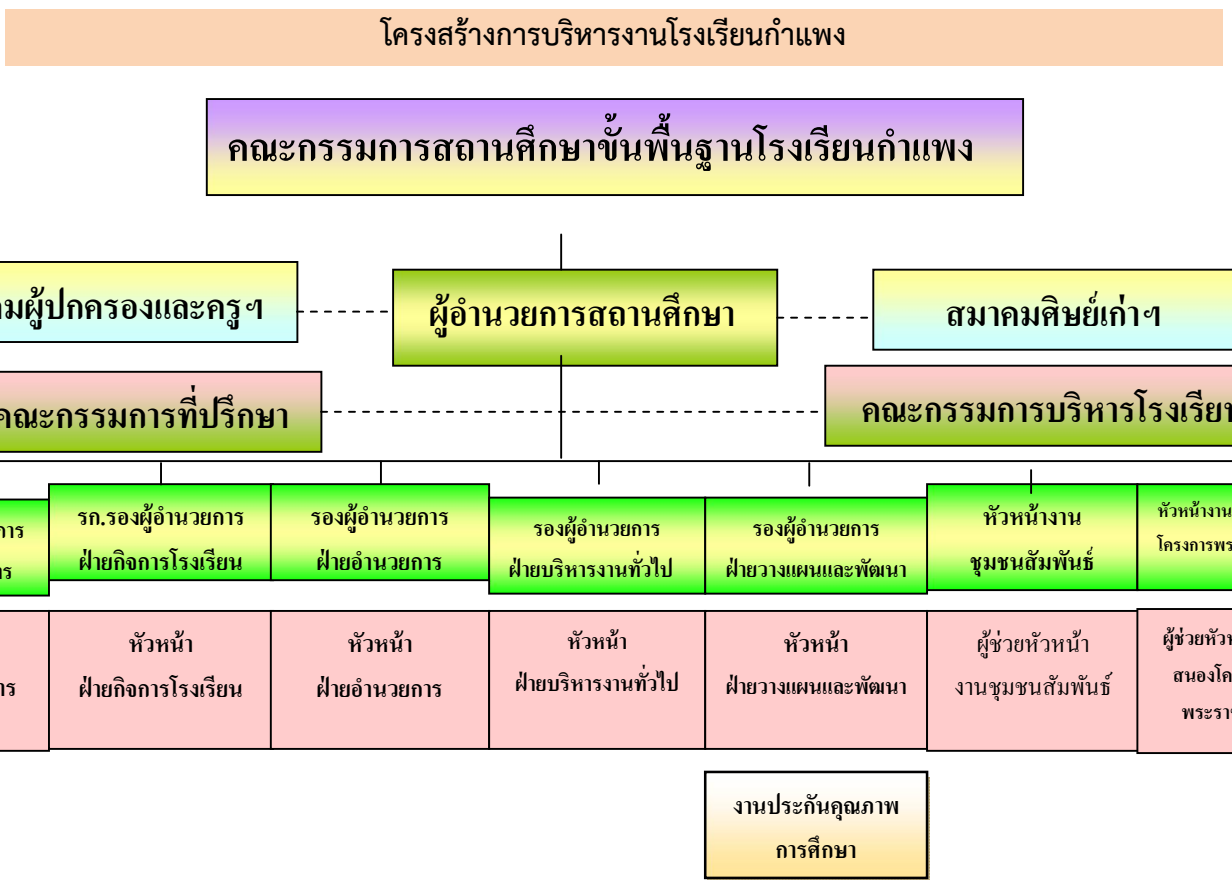 โครงสร้างการบริหารงานโรงเรียนกำแพง
คณะกรรมการสถานศึกษาขั้นพื้นฐานโรงเรียนกำแพง
ผู้ปกครองและครูฯ
ผู้อำนวยการสถานศึกษา
สมาคมศิษย์เก่าฯ
คณะกรรมการที่ปรึกษา
คณะกรรมการบริหารโรงเรียน
รก.รองผู้อำนวยการ
ฝ่ายกิจการโรงเรียน
รองผู้อำนวยการ
ฝ่ายอำนวยการ
รองผู้อำนวยการ
ฝ่ายบริหารงานทั่วไป
รองผู้อำนวยการ
ฝ่ายวางแผนและพัฒนา
หัวหน้างาน
ชุมชนสัมพันธ์
หัวหน้างาน
หัวหน้า
ฝ่ายกิจการโรงเรียน
หัวหน้า
ฝ่ายอำนวยการ
หัวหน้า
ฝ่ายบริหารงานทั่วไป
หัวหน้า
ฝ่ายวางแผนและพัฒนา
ผู้ช่วยหัวหน้า
งานชุมชนสัมพันธ์
งานประกันคุณภาพ
การศึกษา